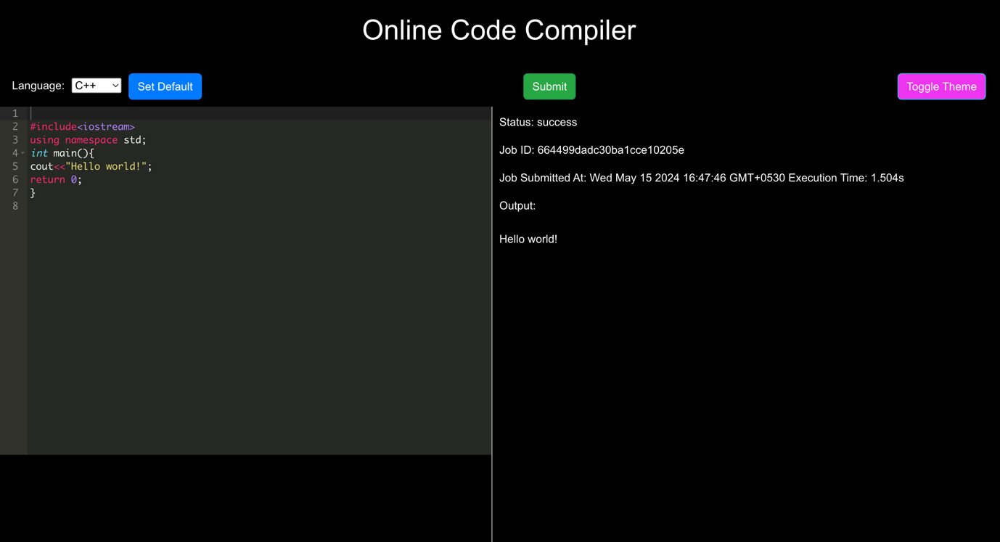 Online Code Compiler
Language: C++ Set Default Submit Toggle Theme
1
2 #include<iostream>
3 using namespace std;
4 int main(){
5 cout<<"Hello world!";
6 return 0;
7 }
8
Status: success
Job ID: 664499dadc30ba1cce10205e
Job Submitted At: Wed May 15 2024 16:47:46 GMT+0530 Execution Time: 1.504s
Output:
Hello world!